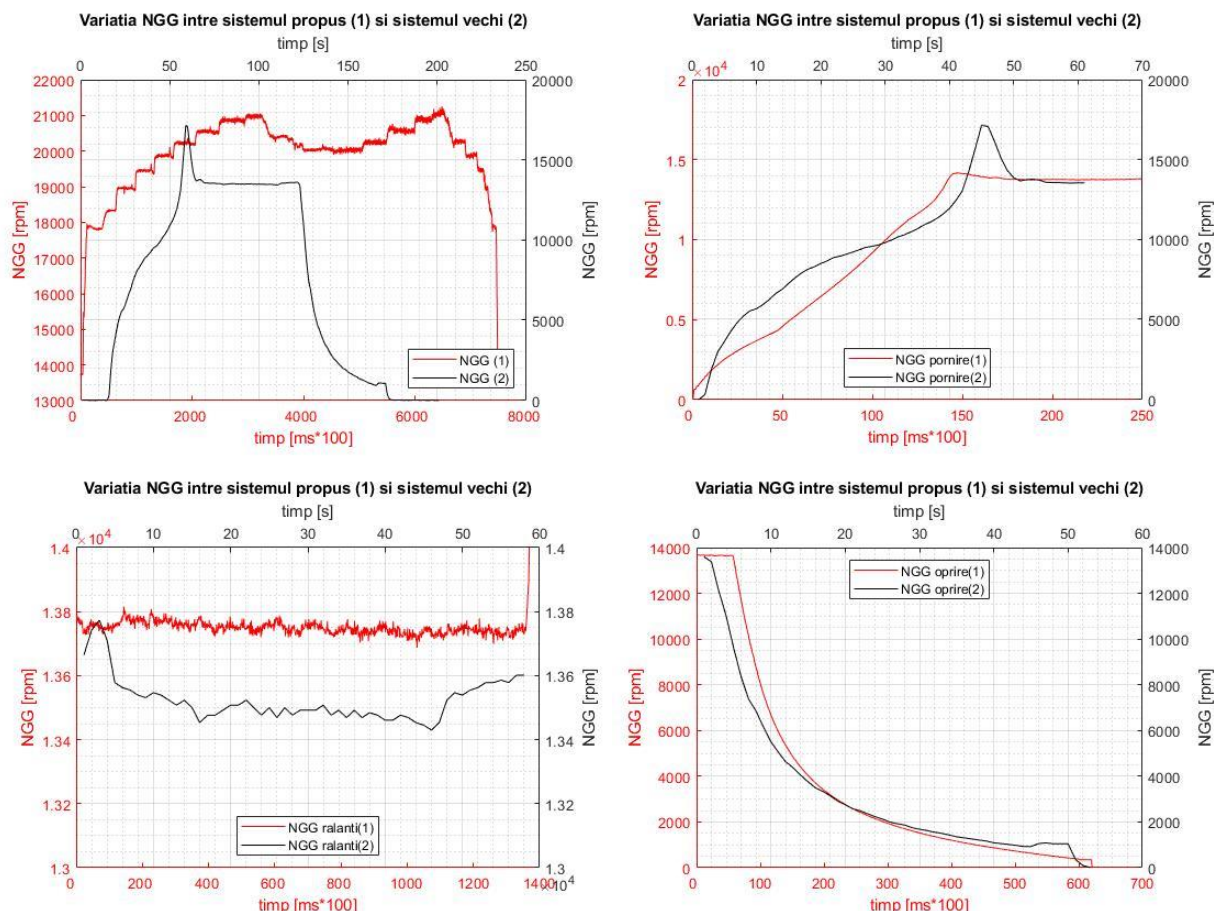 Variatia NGG intre sistemul propus (1) si sistemul vechi (2)
timp [s]
0 50 100 150 200 250
22000 20000
21000
20000
19000 15000
18000
17000 10000
16000
15000 5000
14000
13000 0
NGG [rpm]
NGG [rpm]
NGG (1)
NGG (2)
2000 4000 6000 8000
timp [ms*100]
Variatia NGG intre sistemul propus (1) si sistemul vechi (2)
timp [s]
0 10 20 30 40 50 60 70
× 10^4
2 20000
1.5 15000
1 10000
0.5 5000
0 0
NGG [rpm]
NGG [rpm]
NGG pornire(1)
NGG pornire(2)
50 100 150 200 250
timp [ms*100]
Variatia NGG intre sistemul propus (1) si sistemul vechi (2)
timp [s]
0 10 20 30 40 50 60
× 10^4
1.4 1.4
1.38 1.38
1.36 1.36
1.34 1.34
1.32 1.32
1.3 1.3
NGG [rpm]
NGG [rpm]
NGG ralanti(1)
NGG ralanti(2)
0 200 400 600 800 1000 1200 1400
× 10^4
timp [ms*100]
Variatia NGG intre sistemul propus (1) si sistemul vechi (2)
timp [s]
0 10 20 30 40 50 60
14000 14000
12000 12000
10000 10000
8000 8000
6000 6000
4000 4000
2000 2000
0 0
NGG [rpm]
NGG [rpm]
NGG oprire(1)
NGG oprire(2)
0 100 200 300 400 500 600 700
timp [ms*100]